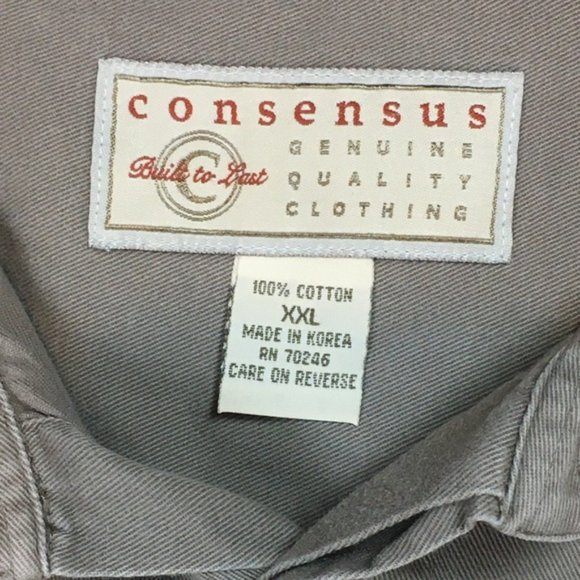 consensus
GENUINE
QUALITY
CLOTHING
C
Built to Last
100% COTTON
XXL
MADE IN KOREA
RN 70246
CARE ON REVERSE